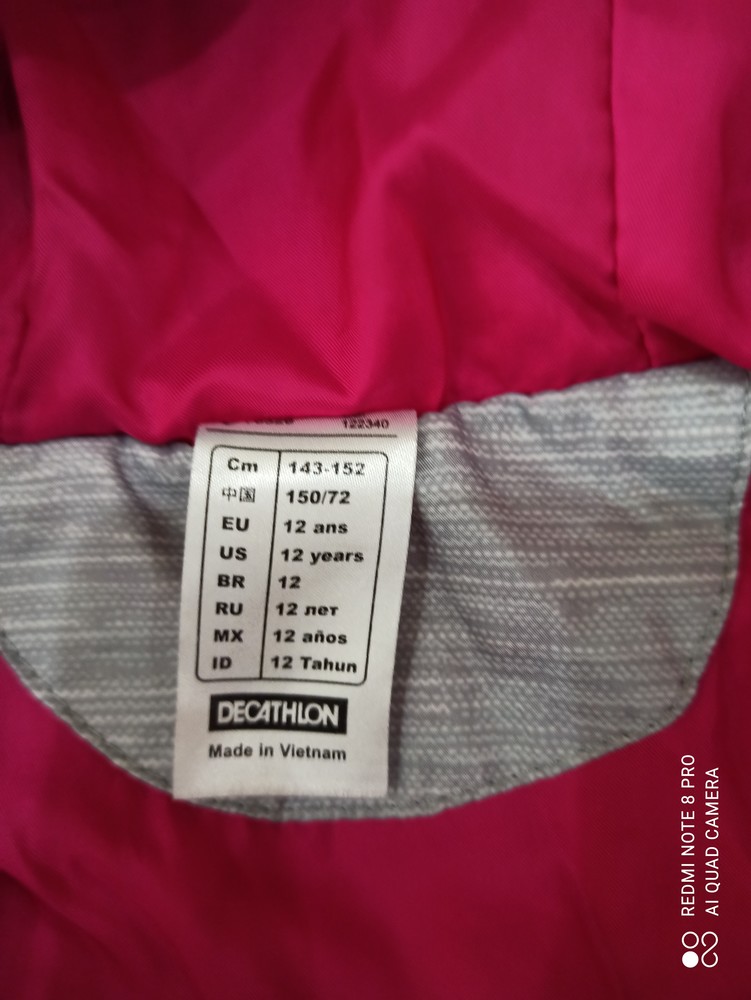 122340
Cm 143-152
中国 150/72
EU 12 ans
US 12 years
BR 12
RU 12 лет
MX 12 años
ID 12 Tahun
DECATHLON
Made in Vietnam
REDMI NOTE 8 PRO
AI QUAD CAMERA